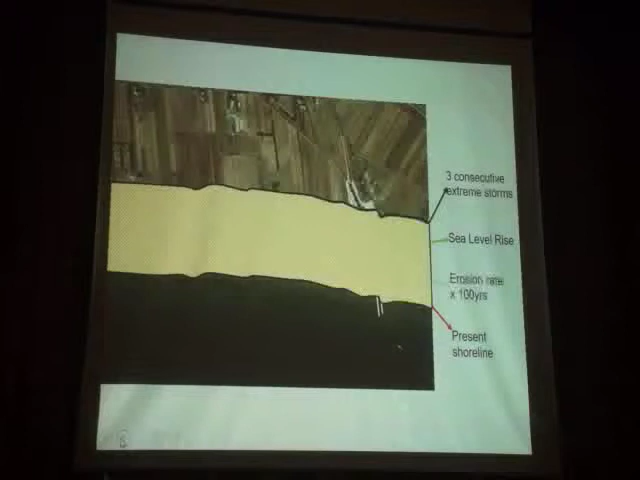 3 consecutive
extreme storms
Sea Level Rise
Erosion rate
x 100yrs
Present
shoreline